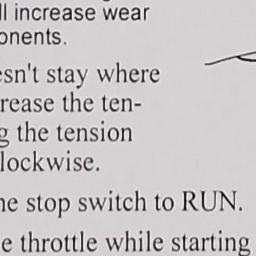 ll increase wear
onents.
esn't stay where
rease the ten-
g the tension
lockwise.
he stop switch to RUN.
e throttle while starting